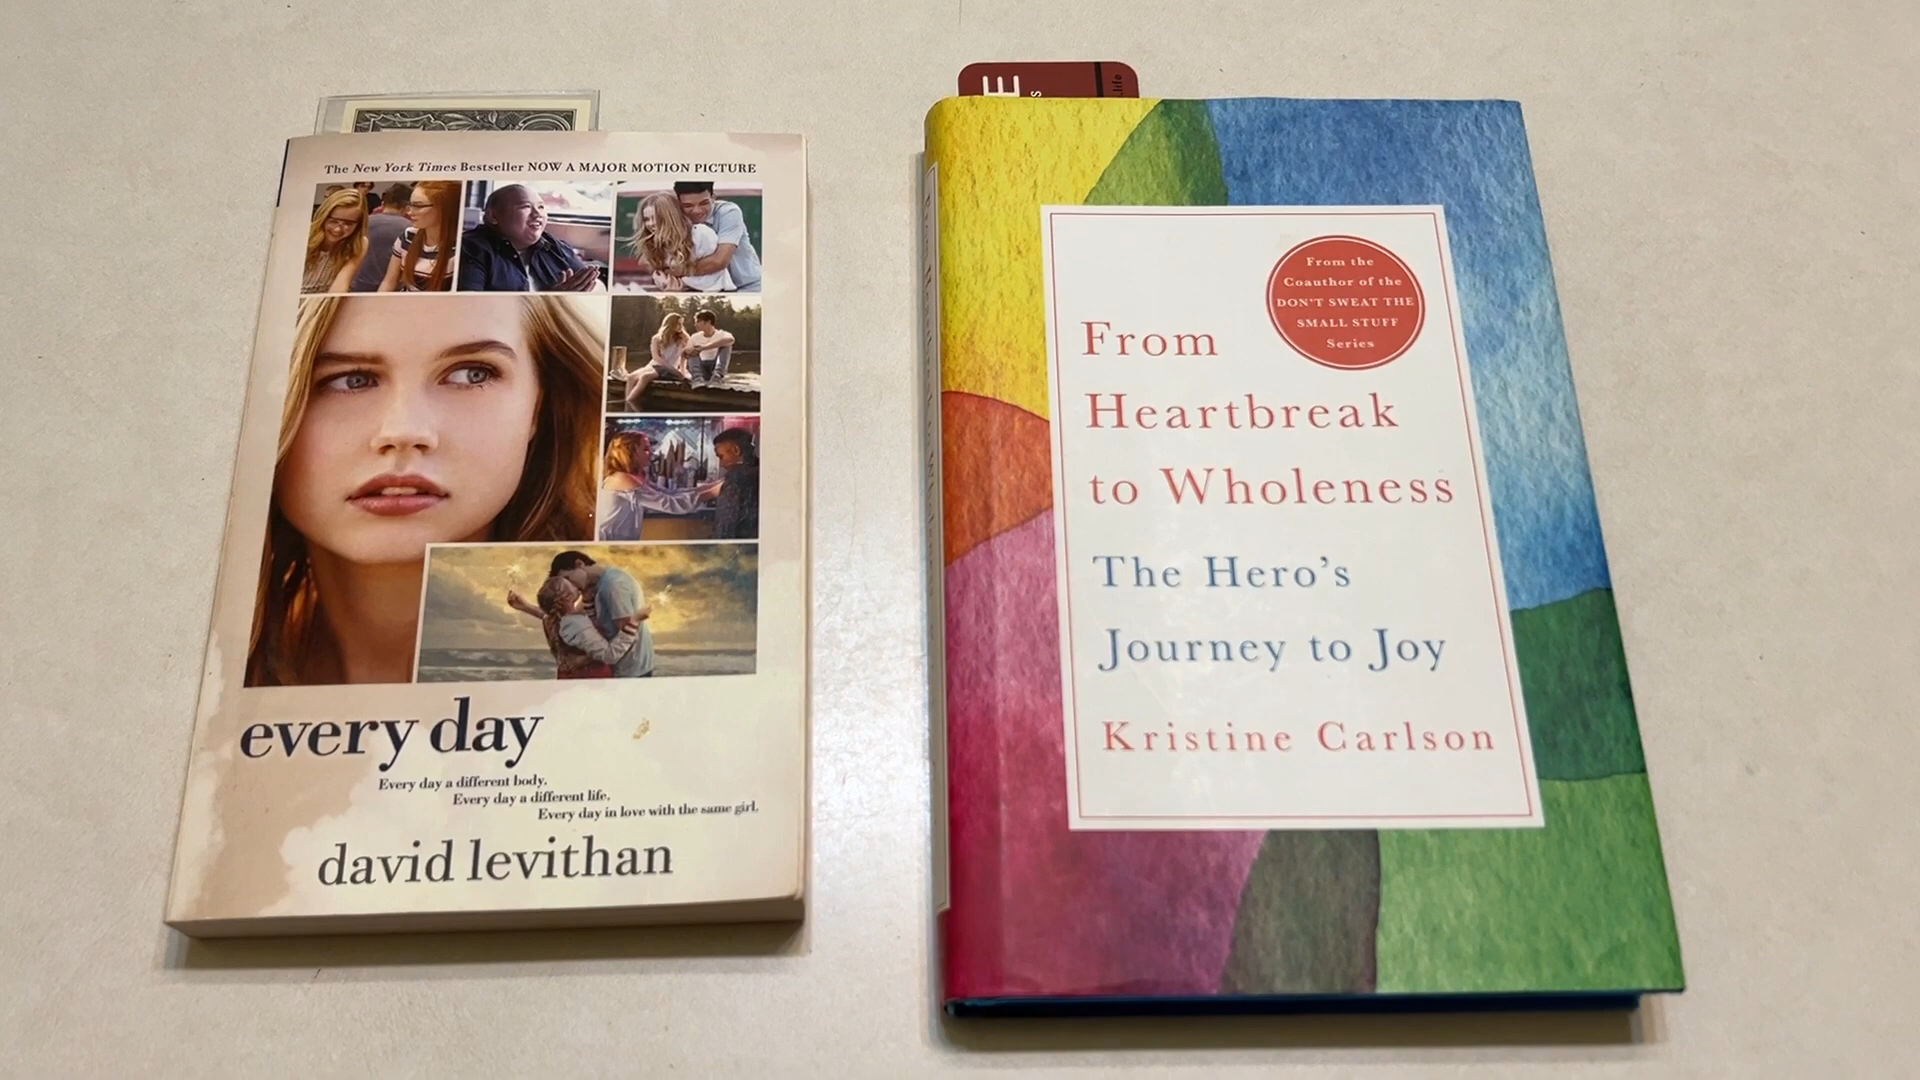 The New York Times Bestseller NOW A MAJOR MOTION PICTURE
every day
Every day a different body.
Every day a different life.
Every day in love with the same girl.
david levithan
From the
Coauthor of the
DON'T SWEAT THE
SMALL STUFF
Series
From
Heartbreak
to Wholeness
The Hero's
Journey to Joy
Kristine Carlson